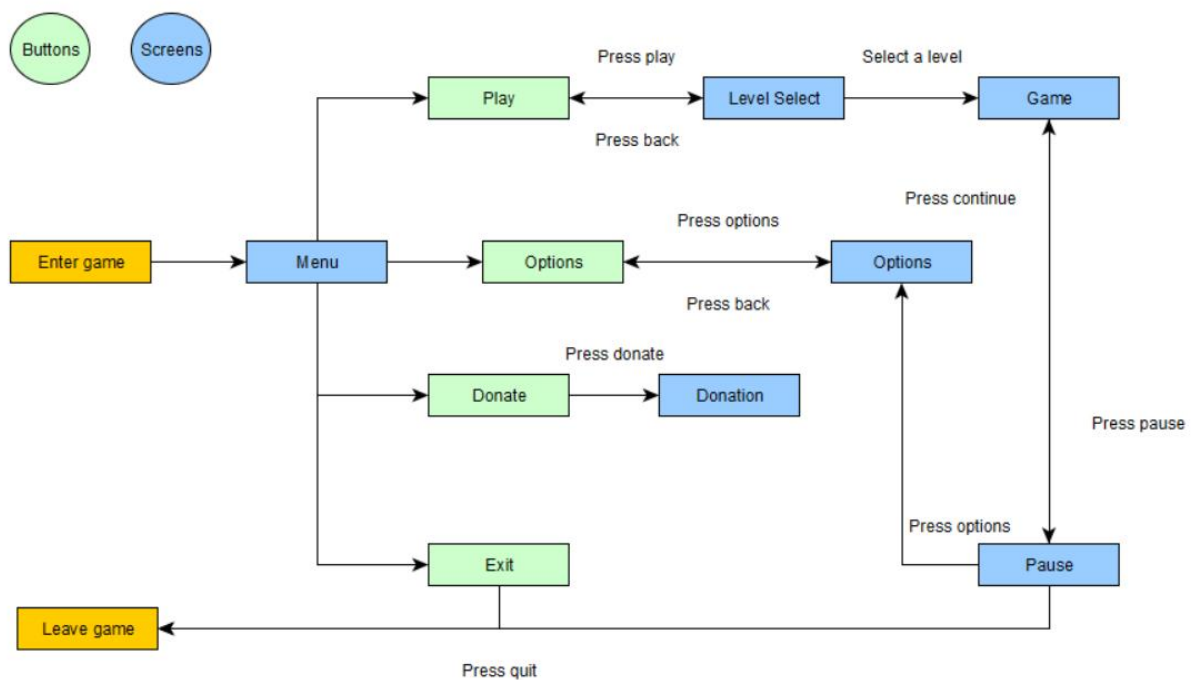 Buttons
Screens
Press play
Select a level
Play
Level Select
Game
Press back
Press continue
Press options
Enter game
Menu
Options
Options
Press back
Press donate
Donate
Donation
Press pause
Press options
Exit
Pause
Leave game
Press quit